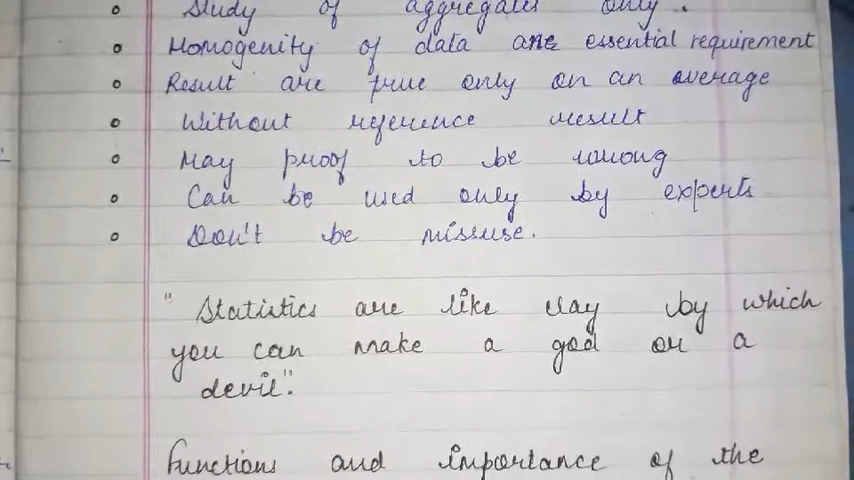 Study of aggregates only.
Homogenity of data are essential requirement
Result are true only on an average
Without reference result
May proof to be wrong
Can be used only by experts
Don't be missuse.
" Statistics are like clay by which
you can make a god or a
devil".
Functions and importance of the